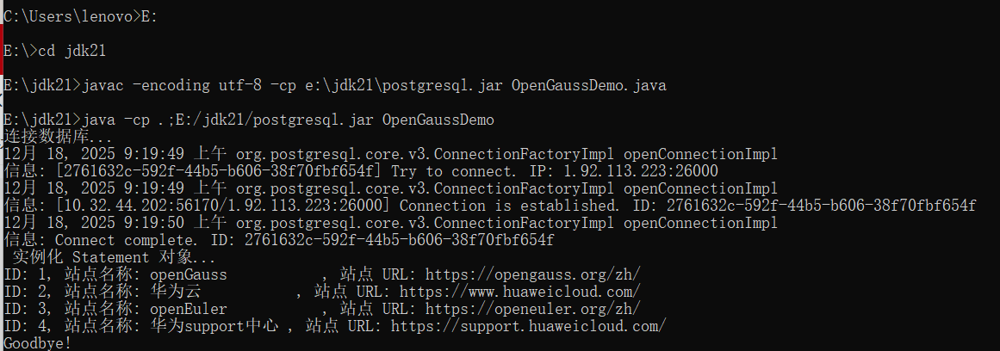 C:\Users\lenovo>E:
E:\>cd jdk21
E:\jdk21>javac -encoding utf-8 -cp e:\jdk21\postgresql.jar OpenGaussDemo.java
E:\jdk21>java -cp .;E:/jdk21/postgresql.jar OpenGaussDemo
连接数据库...
12月 18, 2025 9:19:49 上午 org.postgresql.core.v3.ConnectionFactoryImpl openConnectionImpl
信息: [2761632c-592f-44b5-b606-38f70fbf654f] Try to connect. IP: 1.92.113.223:26000
12月 18, 2025 9:19:49 上午 org.postgresql.core.v3.ConnectionFactoryImpl openConnectionImpl
信息: [10.32.44.202:56170/1.92.113.223:26000] Connection is established. ID: 2761632c-592f-44b5-b606-38f70fbf654f
12月 18, 2025 9:19:50 上午 org.postgresql.core.v3.ConnectionFactoryImpl openConnectionImpl
信息: Connect complete. ID: 2761632c-592f-44b5-b606-38f70fbf654f
 实例化 Statement 对象...
ID: 1, 站点名称: openGauss           , 站点 URL: https://opengauss.org/zh/
ID: 2, 站点名称: 华为云           , 站点 URL: https://www.huaweicloud.com/
ID: 3, 站点名称: openEuler           , 站点 URL: https://openeuler.org/zh/
ID: 4, 站点名称: 华为support中心 , 站点 URL: https://support.huaweicloud.com/
Goodbye!